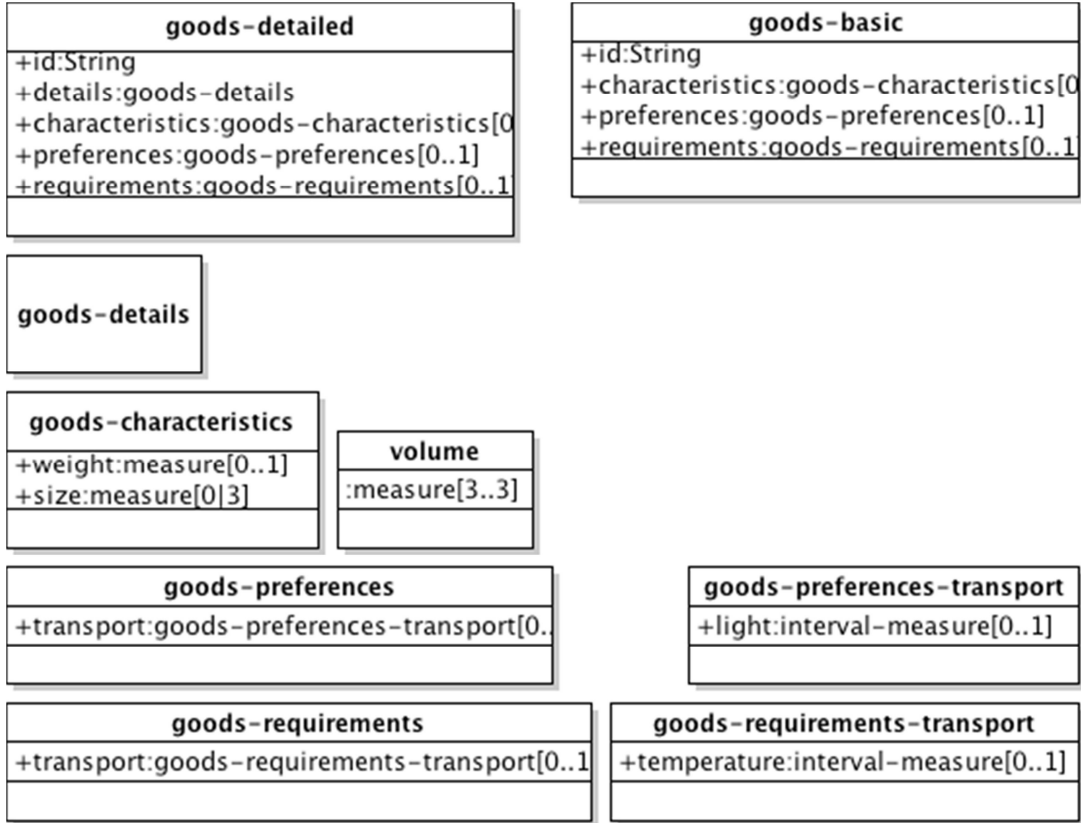 goods-detailed
+id:String
+details:goods-details
+characteristics:goods-characteristics[0
+preferences:goods-preferences[0..1]
+requirements:goods-requirements[0..1
goods-basic
+id:String
+characteristics:goods-characteristics[0
+preferences:goods-preferences[0..1]
+requirements:goods-requirements[0..1
goods-details
goods-characteristics
+weight:measure[0..1]
+size:measure[0|3]
volume
:measure[3..3]
goods-preferences
+transport:goods-preferences-transport[0..
goods-preferences-transport
+light:interval-measure[0..1]
goods-requirements
+transport:goods-requirements-transport[0..1
goods-requirements-transport
+temperature:interval-measure[0..1]